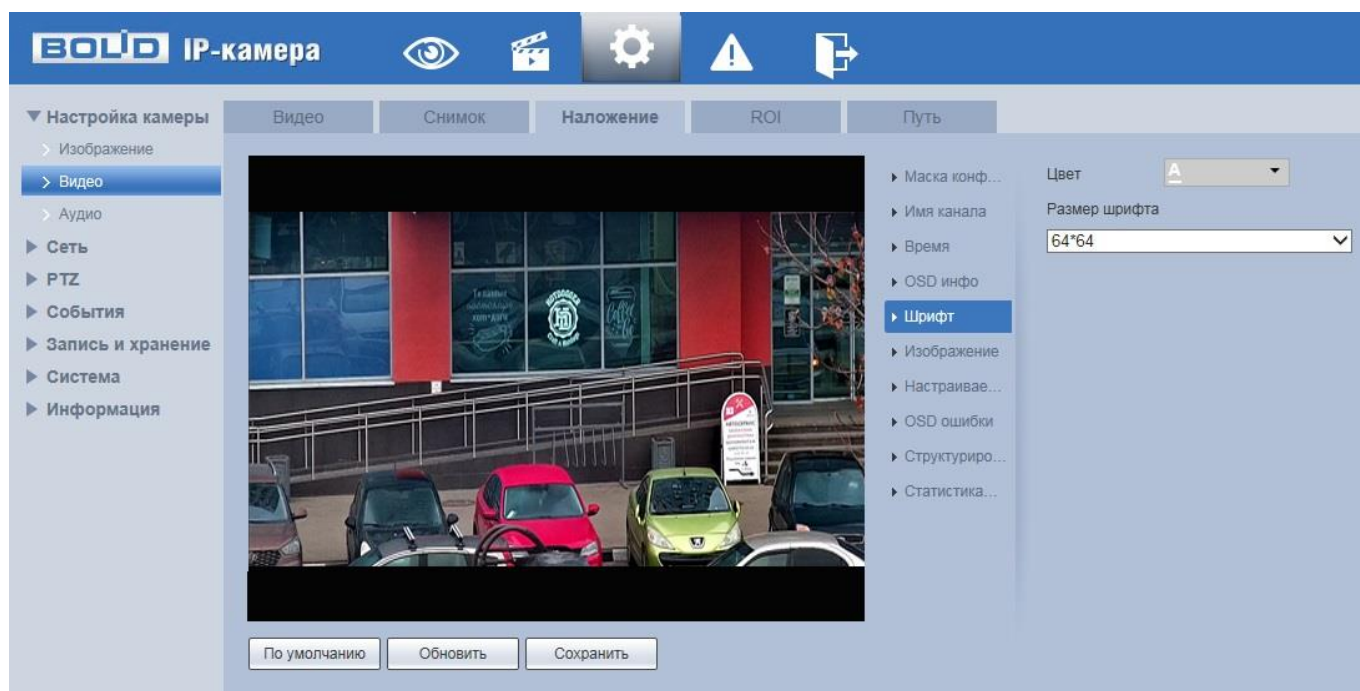 BOLID IP-камера
Настройка камеры
Изображение
Видео
Аудио
Сеть
PTZ
События
Запись и хранение
Система
Информация
Видео Снимок Наложение ROI Путь
Маска конф...
Имя канала
Время
OSD инфо
Шрифт
Изображение
Настраивае...
OSD ошибки
Структуриро...
Статистика...
Цвет A
Размер шрифта
64*64
АВТОСЕРВИС
По умолчанию Обновить Сохранить